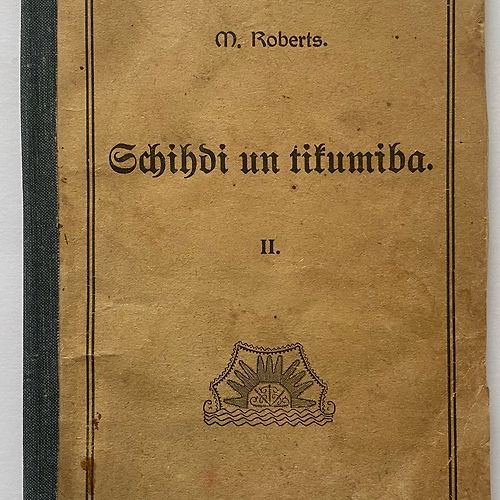 M. Roberts.
Schihdi un tikumiba.
II.